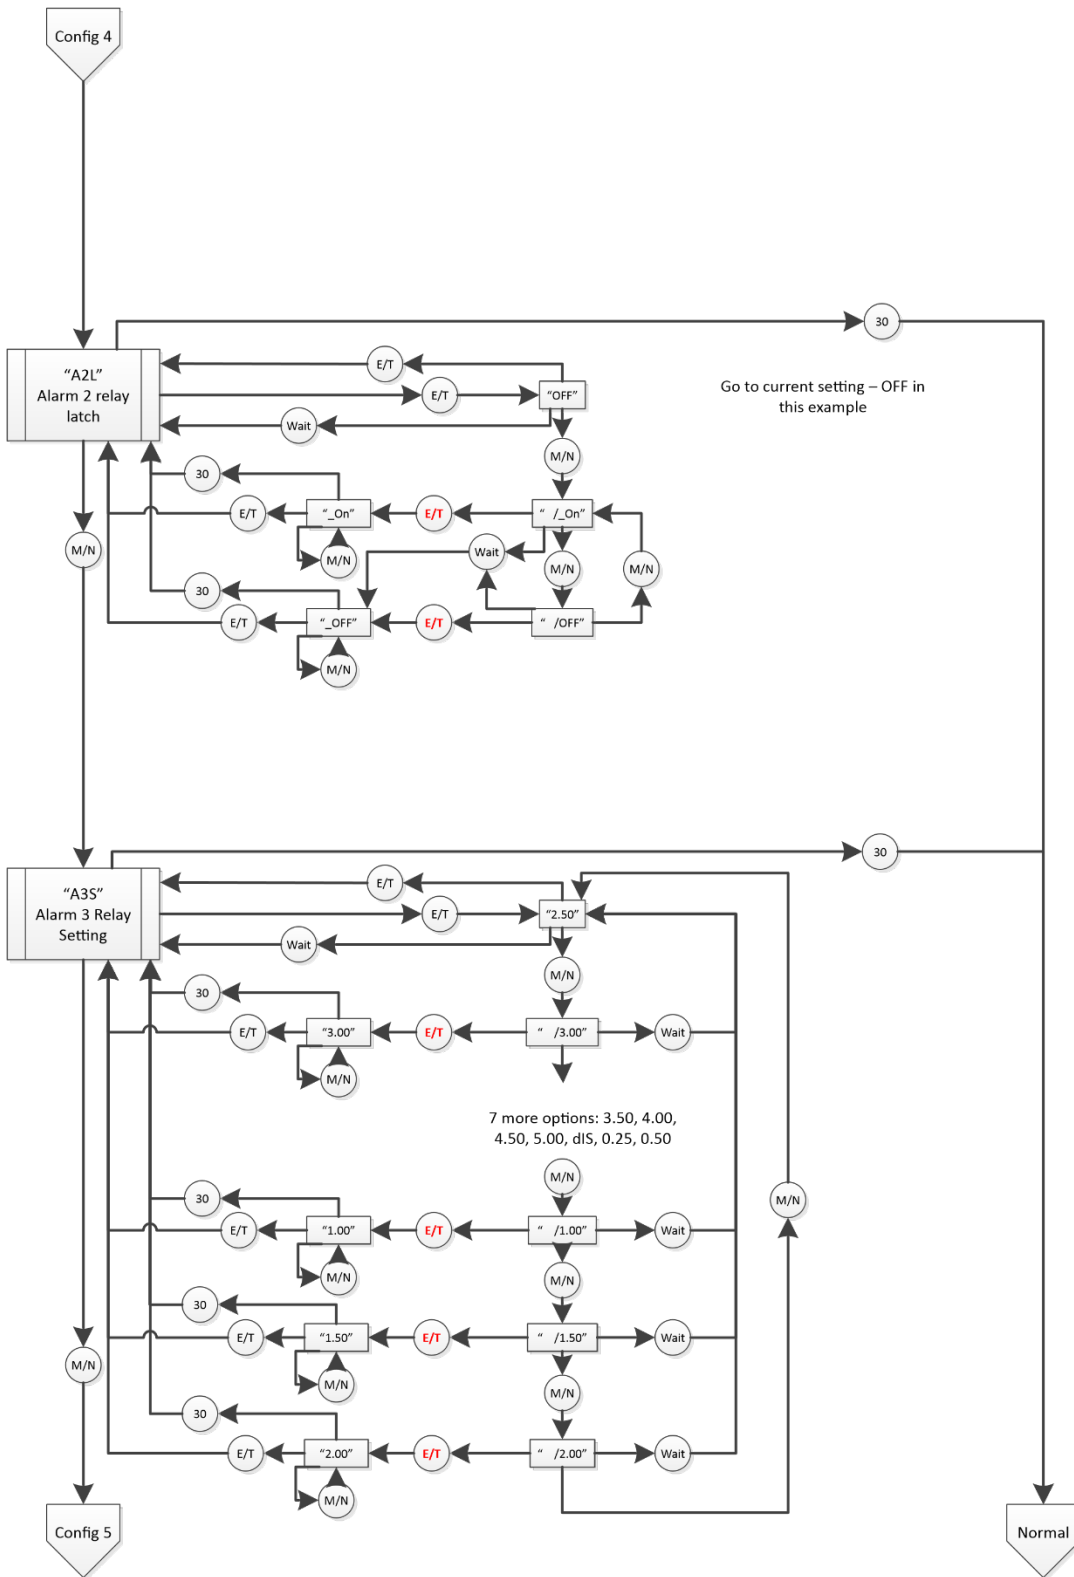 Config 4
30
“A2L”
Alarm 2 relay
latch
E/T
E/T
“OFF”
Go to current setting – OFF in
this example
Wait
M/N
30
E/T
“_On”
E/T
“ /_On”
M/N
M/N
Wait
M/N
M/N
30
E/T
“_OFF”
E/T
“ /OFF”
M/N
30
“A3S”
Alarm 3 Relay
Setting
E/T
E/T
“2.50”
Wait
M/N
30
E/T
“3.00”
E/T
“ /3.00”
Wait
M/N
7 more options: 3.50, 4.00,
4.50, 5.00, dIS, 0.25, 0.50
M/N
30
M/N
E/T
“1.00”
E/T
“ /1.00”
Wait
M/N
M/N
30
E/T
“1.50”
E/T
“ /1.50”
Wait
M/N
M/N
M/N
30
E/T
“2.00”
E/T
“ /2.00”
Wait
M/N
Config 5
Normal